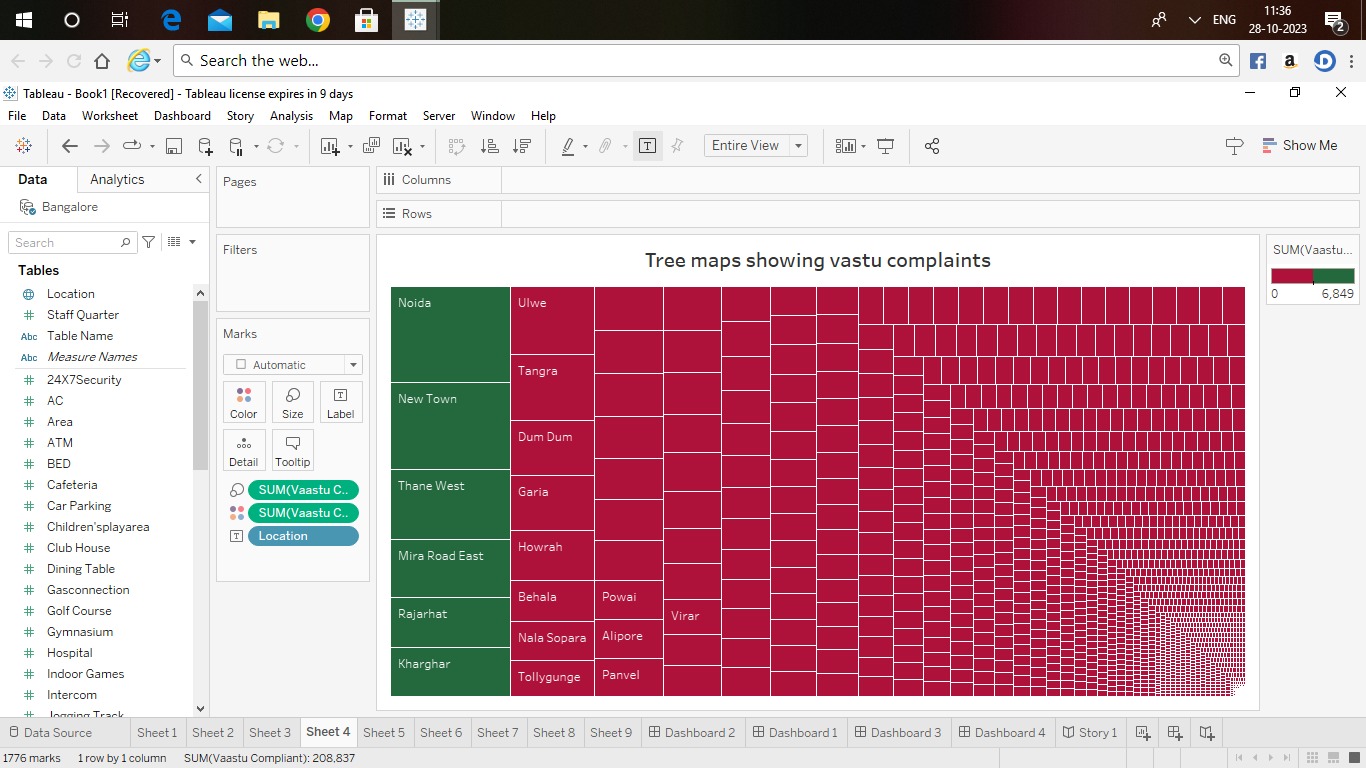 ENG
11:36
28-10-2023
2
Search the web...
Tableau - Book1 [Recovered] - Tableau license expires in 9 days
File Data Worksheet Dashboard Story Analysis Map Format Server Window Help
Entire View
Show Me
Data Analytics
Bangalore
Search
Tables
Location
Staff Quarter
Abc Table Name
Abc Measure Names
24X7Security
AC
Area
ATM
BED
Cafeteria
Car Parking
Children'splayarea
Club House
Dining Table
Gasconnection
Golf Course
Gymnasium
Hospital
Indoor Games
Intercom
Jogging Track
Pages
Filters
Marks
Automatic
Color Size Label
Detail Tooltip
SUM(Vaastu C..
SUM(Vaastu C..
Location
Columns
Rows
Tree maps showing vastu complaints
Noida
New Town
Thane West
Mira Road East
Rajarhat
Kharghar
Ulwe
Tangra
Dum Dum
Garia
Howrah
Behala
Nala Sopara
Tollygunge
Powai
Alipore
Panvel
Virar
SUM(Vaastu...
0 6,849
Data Source Sheet 1 Sheet 2 Sheet 3 Sheet 4 Sheet 5 Sheet 6 Sheet 7 Sheet 8 Sheet 9 Dashboard 2 Dashboard 1 Dashboard 3 Dashboard 4 Story 1
1776 marks 1 row by 1 column SUM(Vaastu Compliant): 208,837